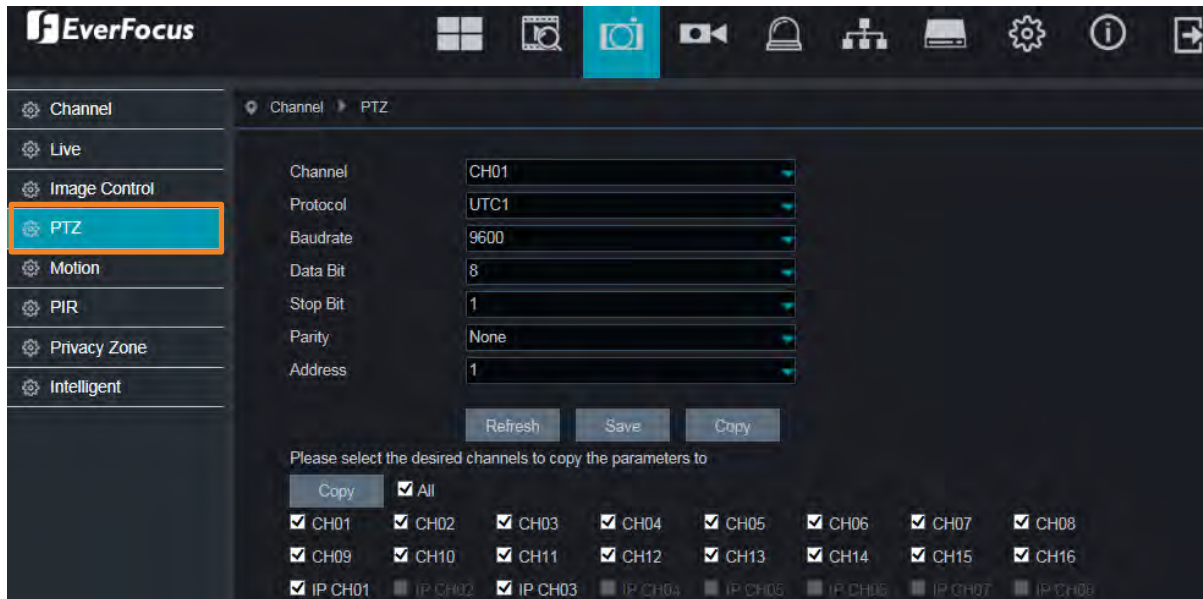 EverFocus
Channel
Live
Image Control
PTZ
Motion
PIR
Privacy Zone
Intelligent
Channel PTZ
Channel CH01
Protocol UTC1
Baudrate 9600
Data Bit 8
Stop Bit 1
Parity None
Address 1
Refresh Save Copy
Please select the desired channels to copy the parameters to
Copy All
CH01 CH02 CH03 CH04 CH05 CH06 CH07 CH08
CH09 CH10 CH11 CH12 CH13 CH14 CH15 CH16
IP CH01 IP CH02 IP CH03 IP CH04 IP CH05 IP CH06 IP CH07 IP CH08